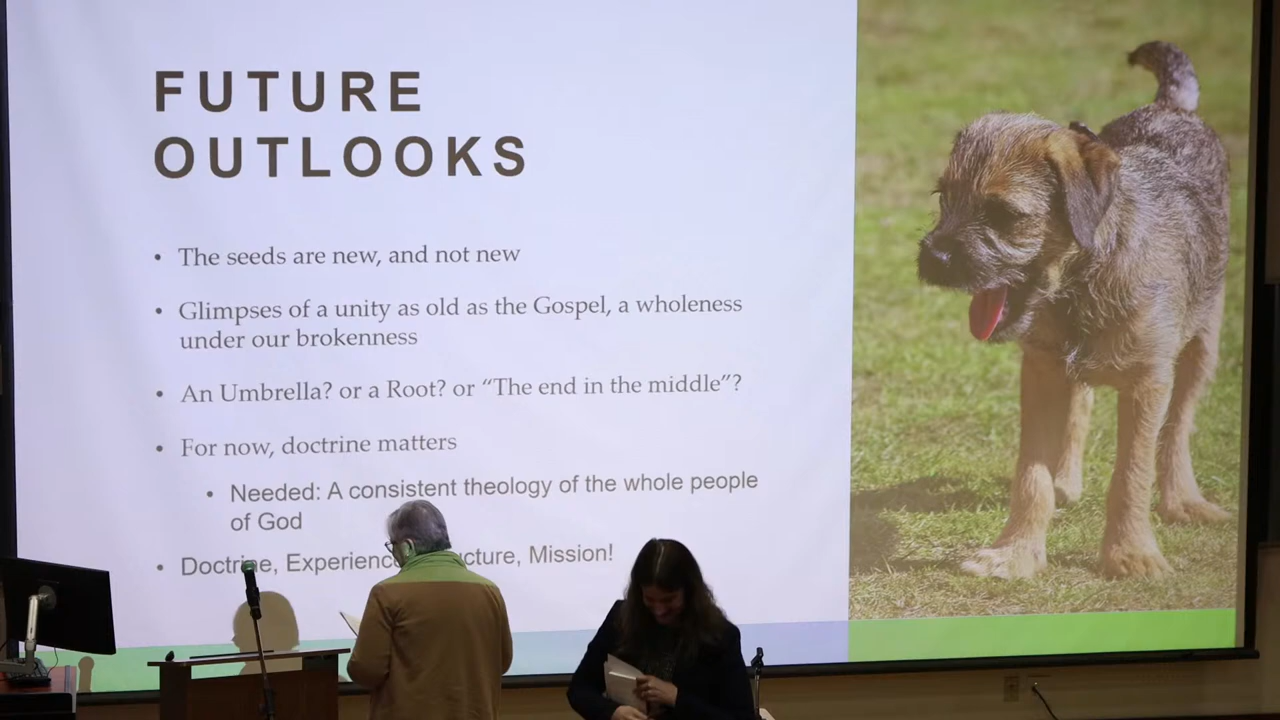 FUTURE
OUTLOOKS
• The seeds are new, and not new
• Glimpses of a unity as old as the Gospel, a wholeness
under our brokenness
• An Umbrella? or a Root? or “The end in the middle”?
• For now, doctrine matters
• Needed: A consistent theology of the whole people
of God
• Doctrine, Mission!